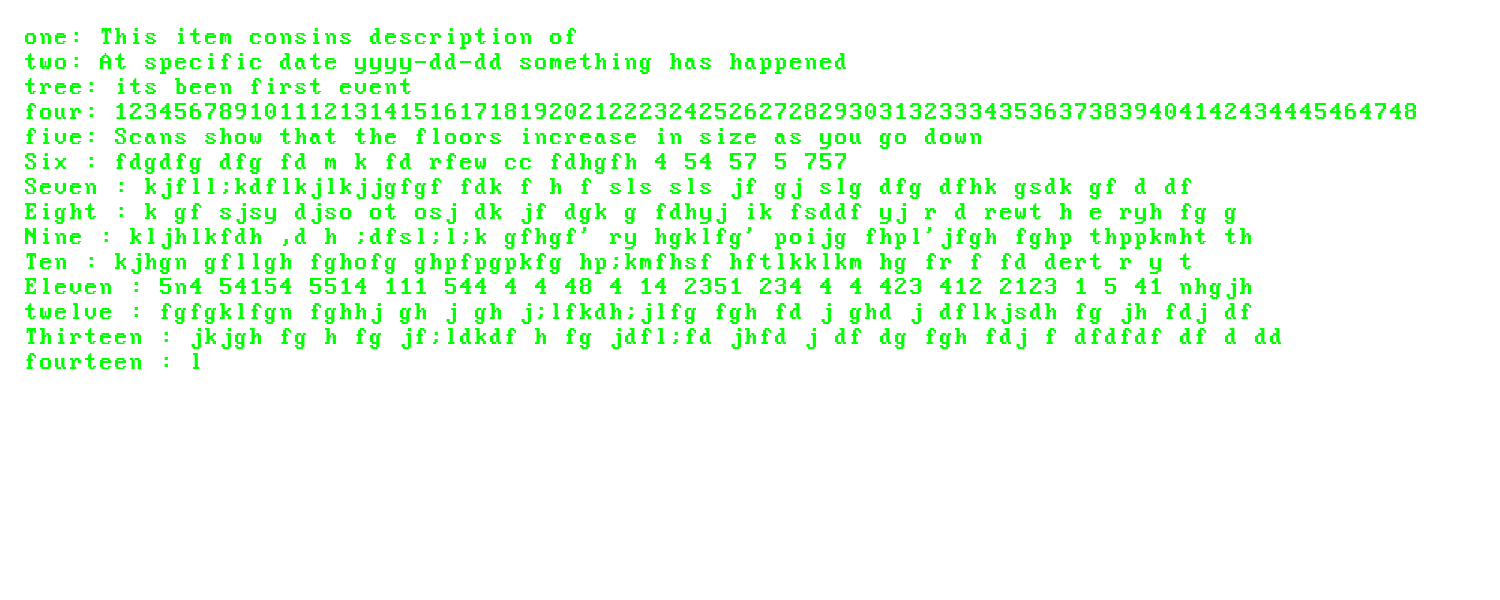 one: This item consins description of
two: At specific date yyyy-dd-dd something has happened
tree: its been first event
four: 123456789101112131415161718192021222324252627282930313233343536373839404142434445464748
five: Scans show that the floors increase in size as you go down
Six : fdgdfg dfg fd m k fd rfew cc fdhgfh 4 54 57 5 757
Seven : kjfll;kdflkjlkjjgfgf fdk f h f sls sls jf gj slg dfg dfhk gsdk gf d df
Eight : k gf sjsy djso ot osj dk jf dgk g fdhyj ik fsddf yj r d rewt h e ryh fg g
Nine : kljhlkfdh ,d h ;dfsl;l;k gfhgf' ry hgklfg' poijg fhpl'jfgh fghp thppkmht th
Ten : kjhgn gfllgh fghofg ghpfpgpkfg hp;kmfhsf hftlkklkm hg fr f fd dert r y t
Eleven : 5n4 54154 5514 111 544 4 4 48 4 14 2351 234 4 4 423 412 2123 1 5 41 nhgjh
twelve : fgfgklfgn fghhj gh j gh j;lfkdh;jlfg fgh fd j ghd j dflkjsdh fg jh fdj df
Thirteen : jkjgh fg h fg jf;ldkdf h fg jdfl;fd jhfd j df dg fgh fdj f dfdfdf df d dd
fourteen : l